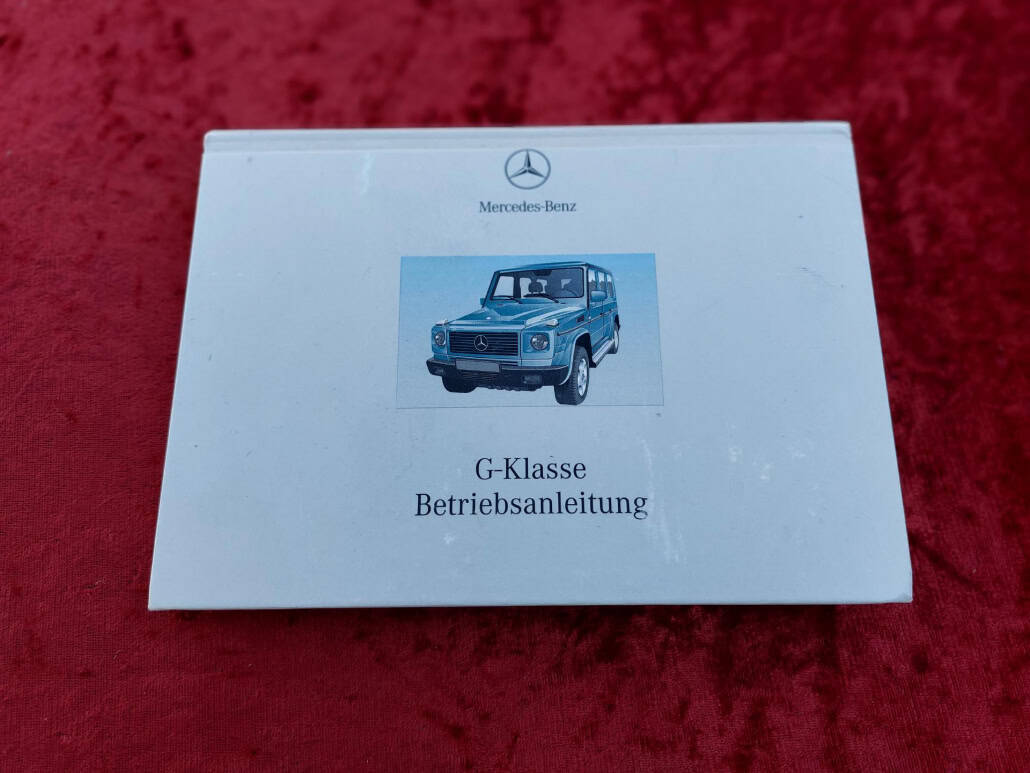 Mercedes-Benz
G-Klasse
Betriebsanleitung